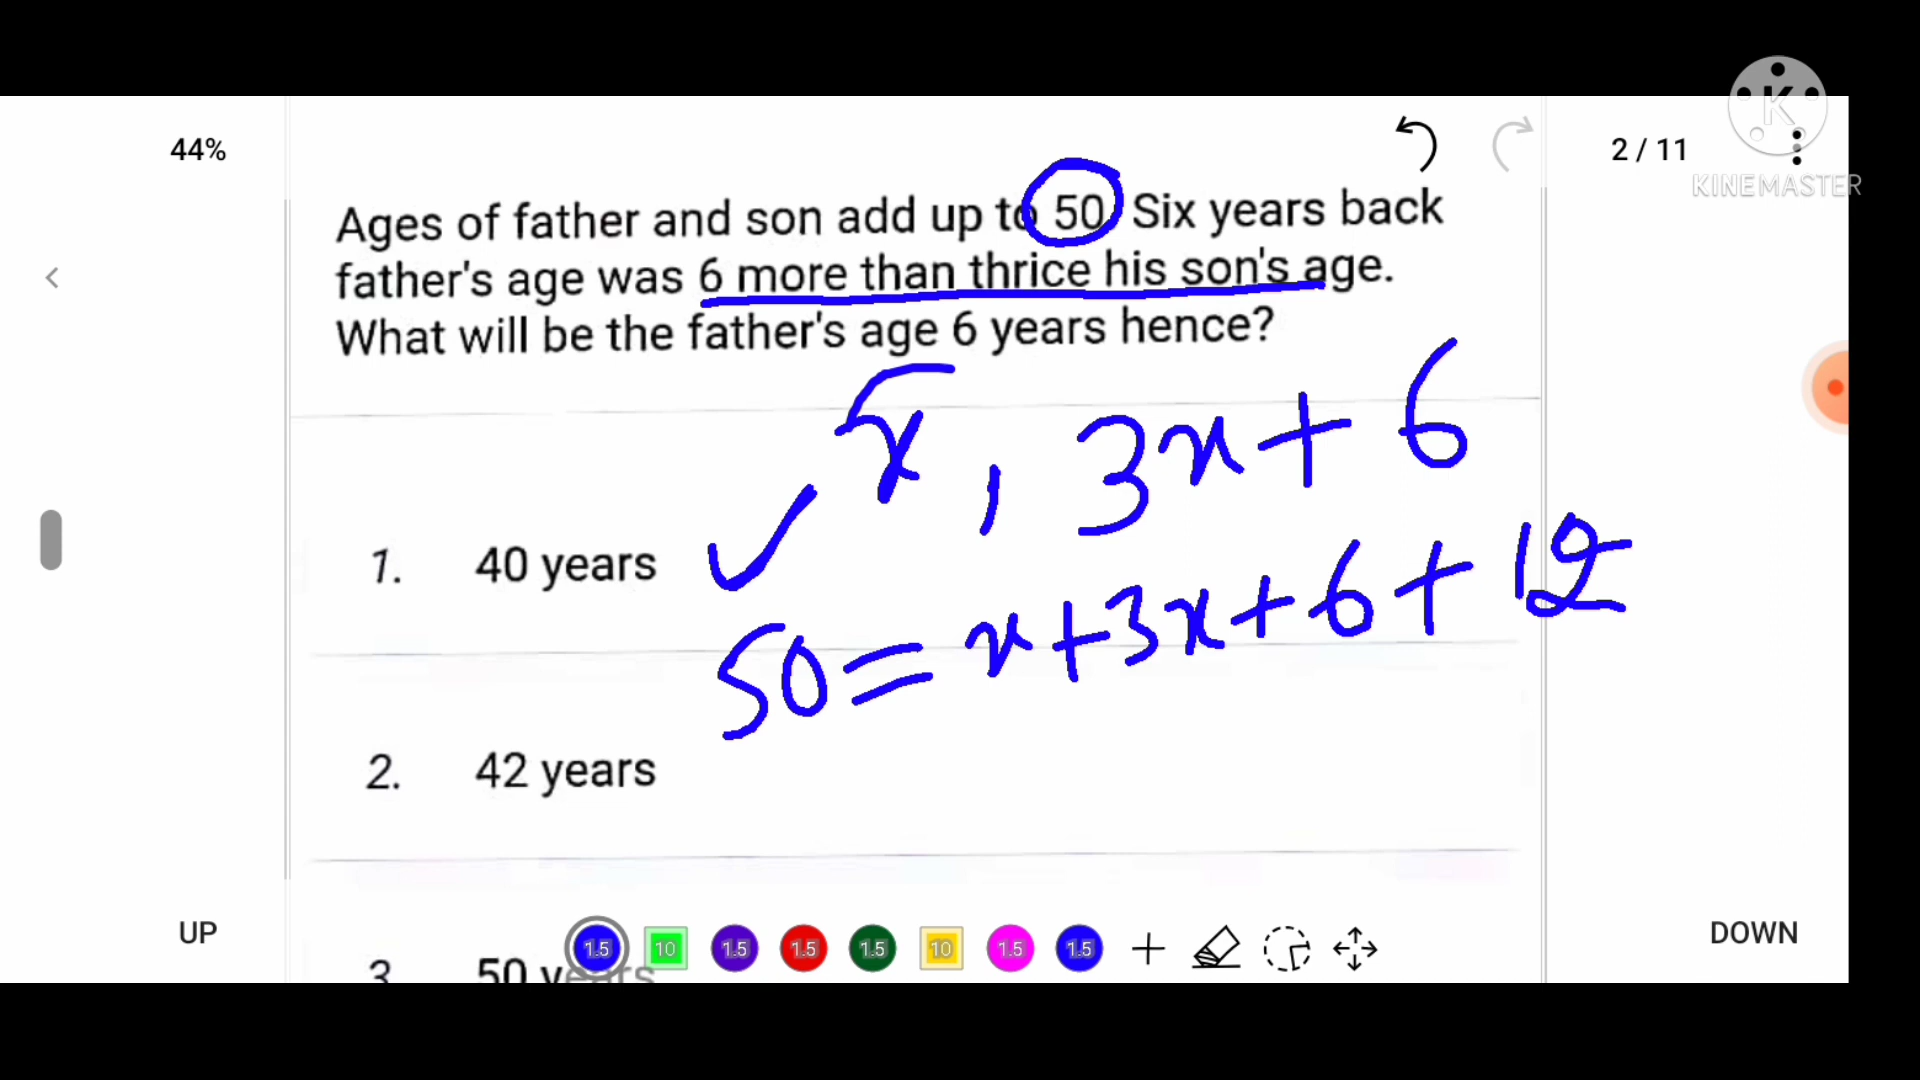 44%
2 / 11
KINEMASTER
Ages of father and son add up to 50 Six years back
father's age was 6 more than thrice his son's age.
What will be the father's age 6 years hence?
x, 3x + 6
1. 40 years
50 = x + 3x + 6 + 12
2. 42 years
UP
DOWN
1.5 10 1.5 1.5 1.5 10 1.5 1.5
3. 50 years